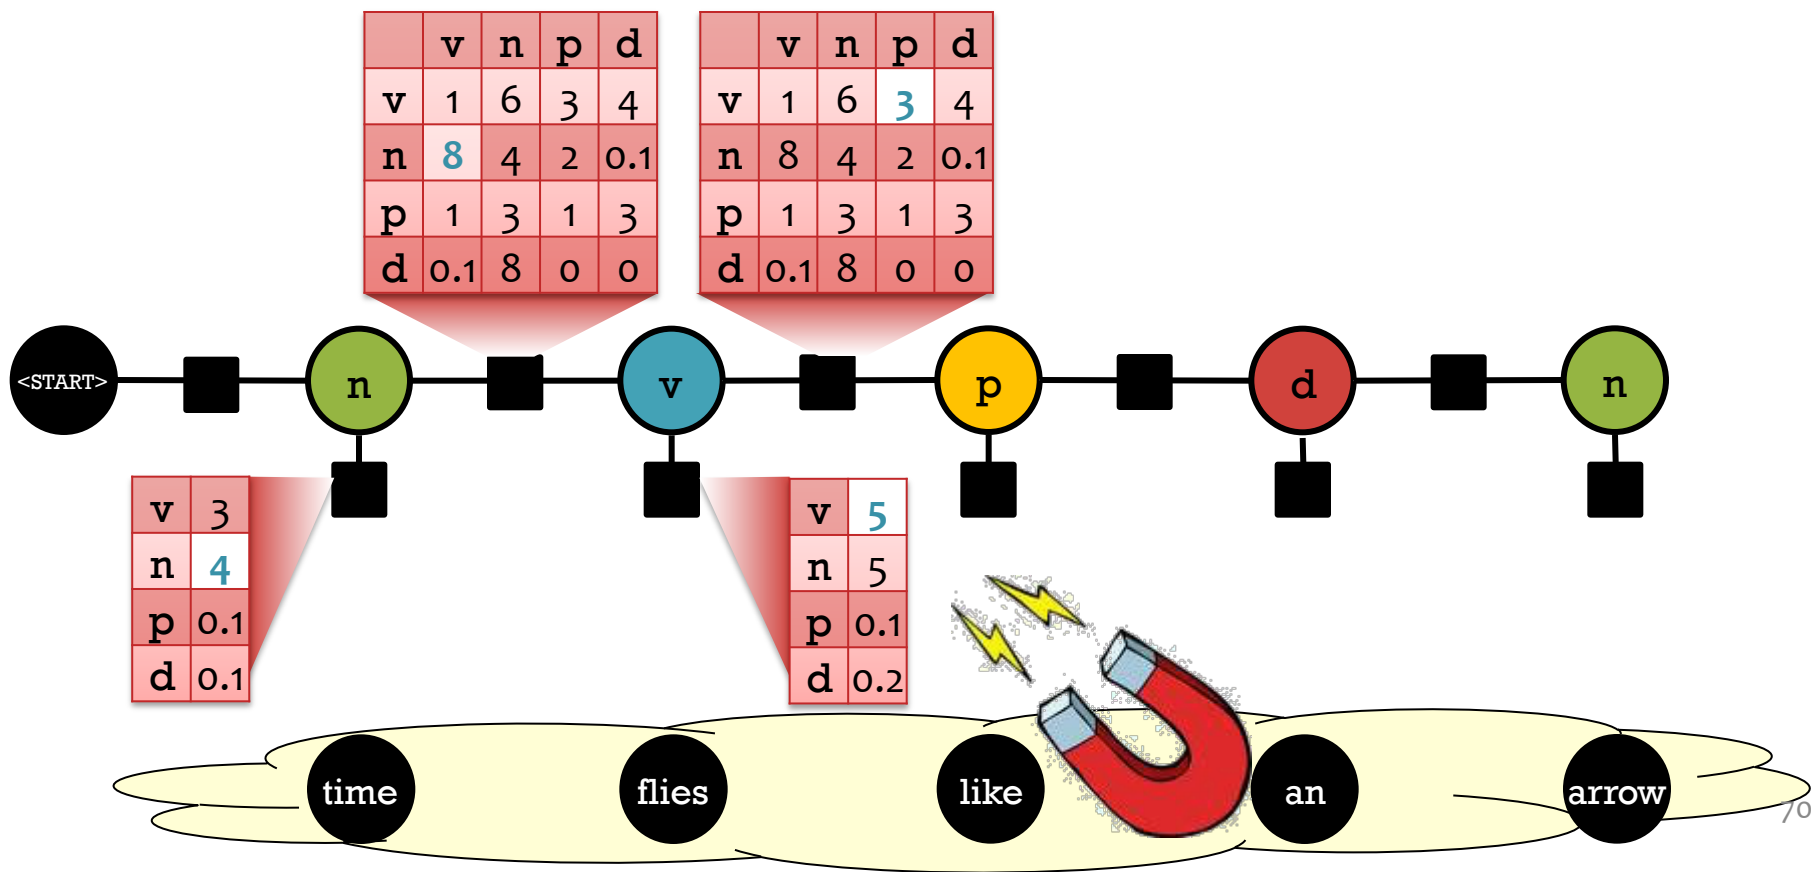 v n p d
v 1 6 3 4
n 8 4 2 0.1
p 1 3 1 3
d 0.1 8 0 0
v n p d
v 1 6 3 4
n 8 4 2 0.1
p 1 3 1 3
d 0.1 8 0 0
<START> n v p d n
v 3
n 4
p 0.1
d 0.1
v 5
n 5
p 0.1
d 0.2
time flies like an arrow
70